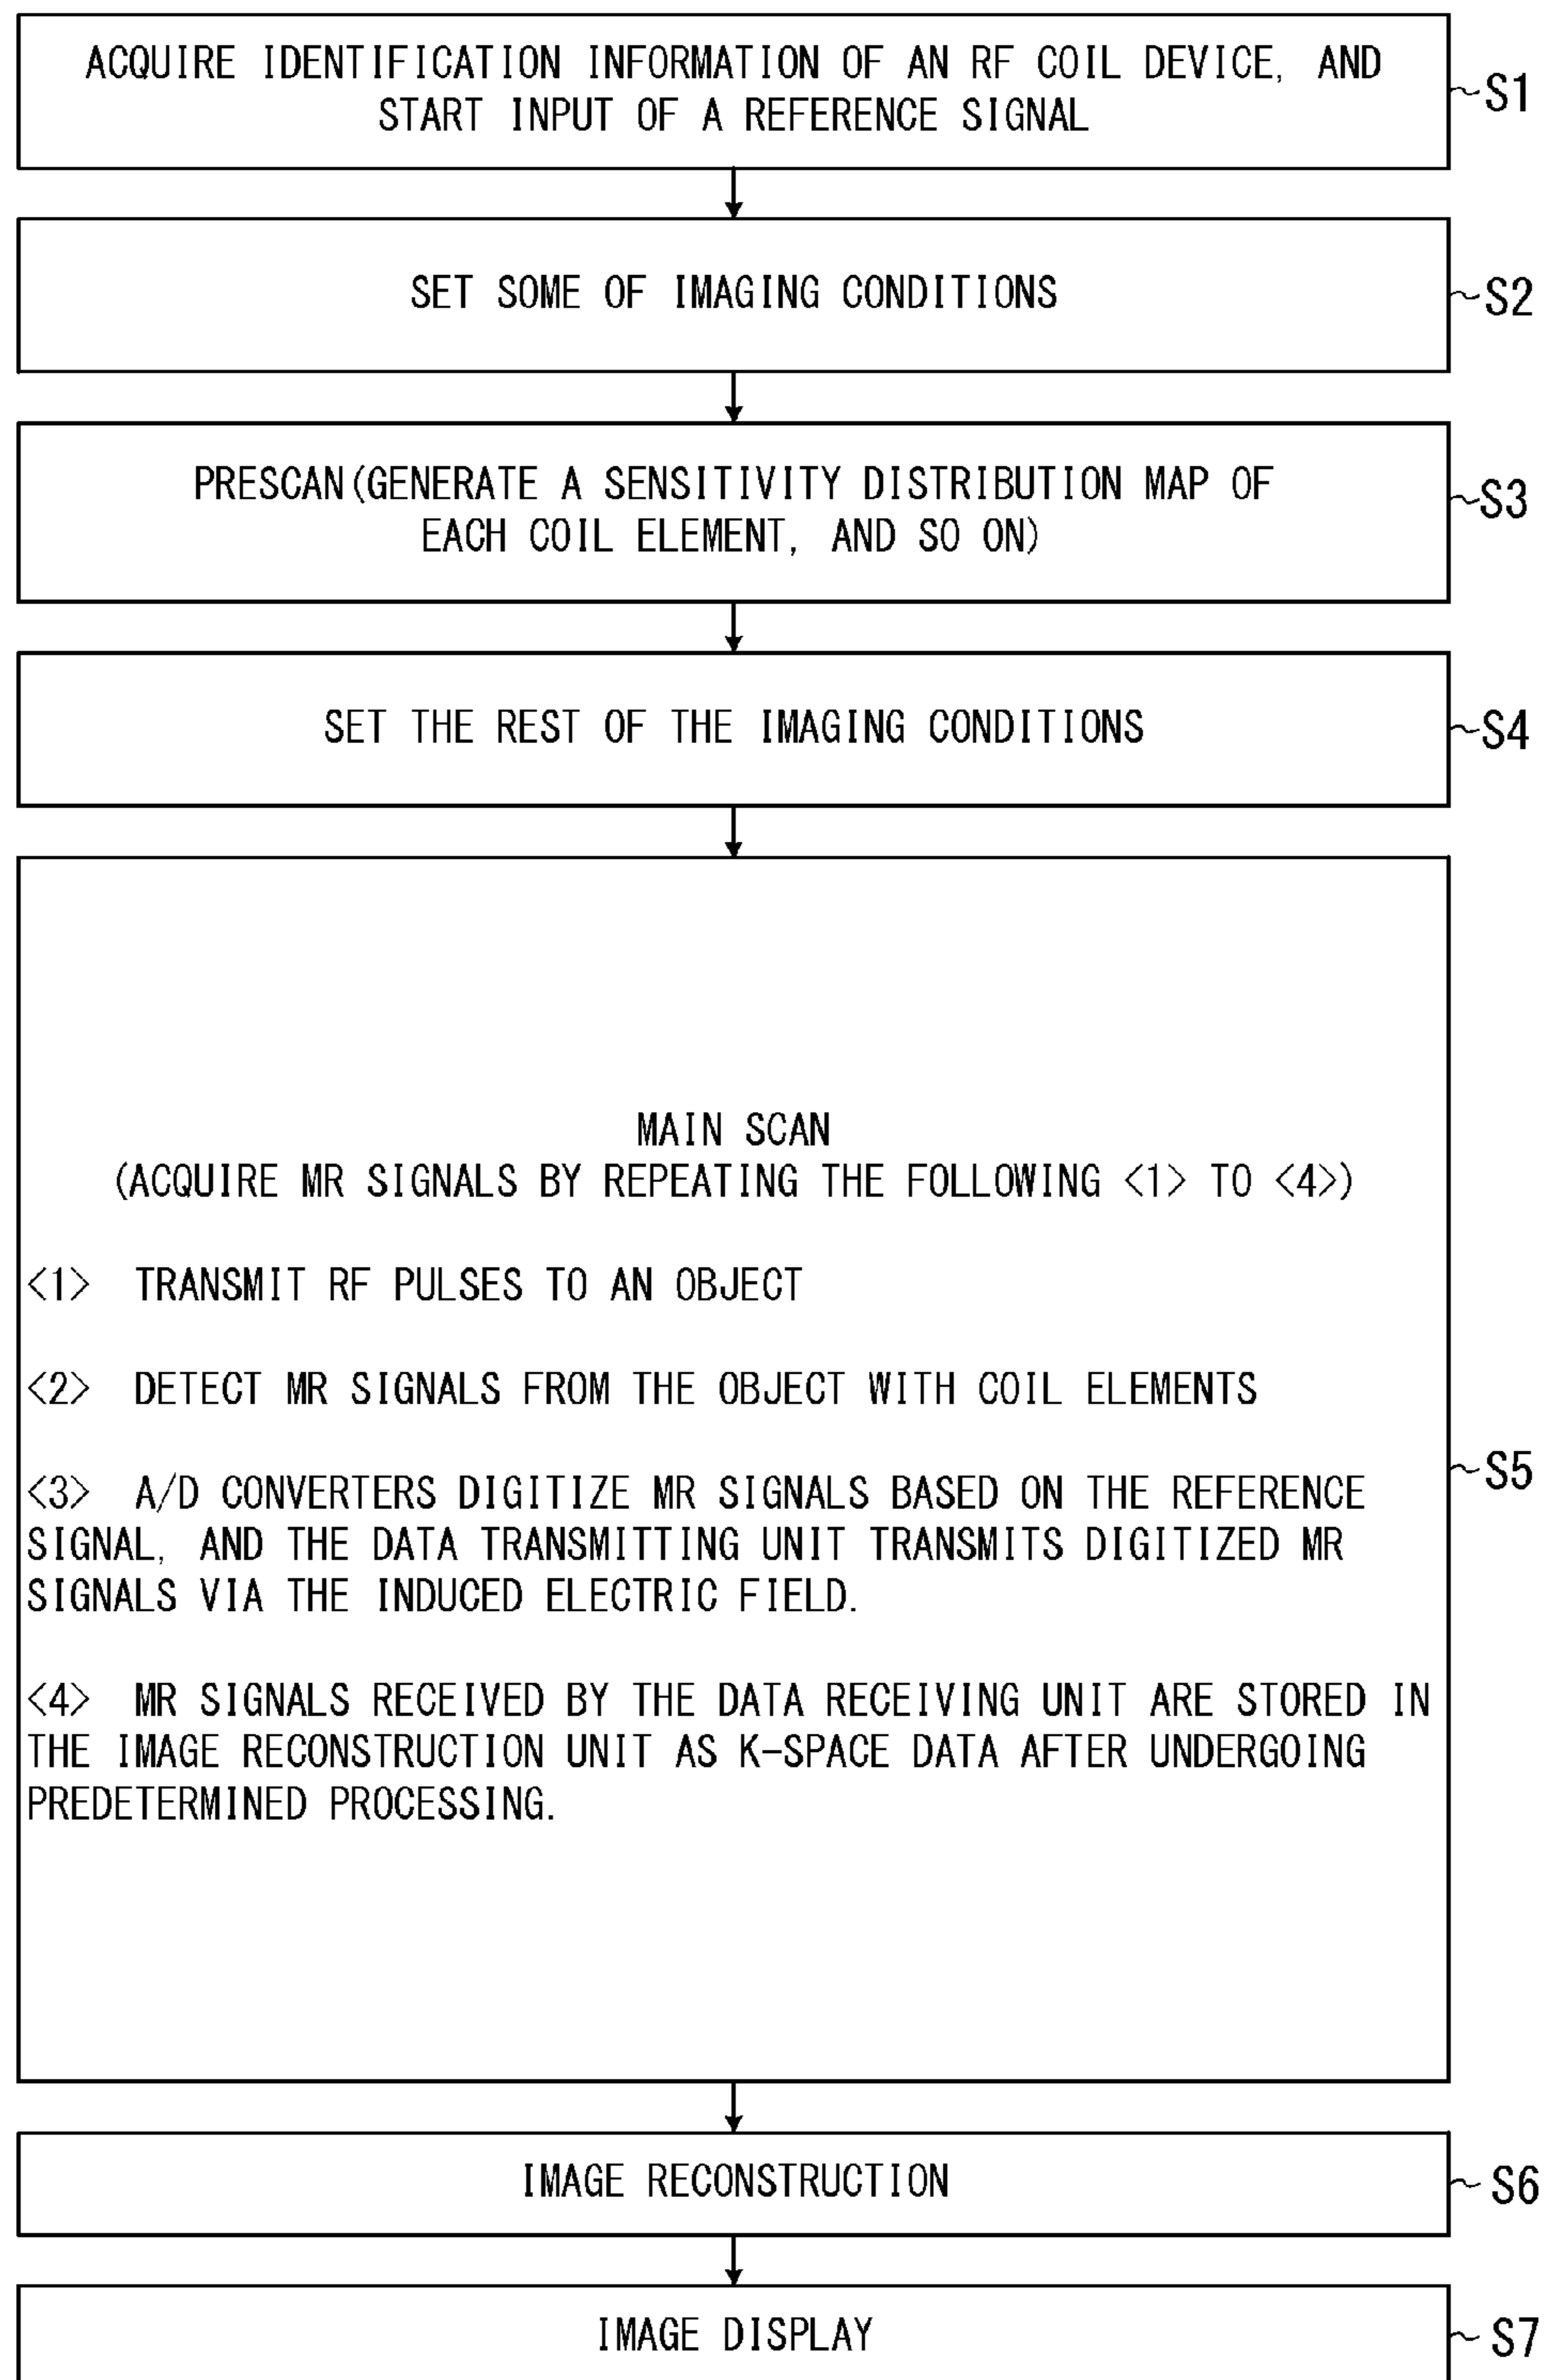 ACQUIRE IDENTIFICATION INFORMATION OF AN RF COIL DEVICE, AND
START INPUT OF A REFERENCE SIGNAL
S1
SET SOME OF IMAGING CONDITIONS
S2
PRESCAN(GENERATE A SENSITIVITY DISTRIBUTION MAP OF
EACH COIL ELEMENT, AND SO ON)
S3
SET THE REST OF THE IMAGING CONDITIONS
S4
MAIN SCAN
(ACQUIRE MR SIGNALS BY REPEATING THE FOLLOWING <1> TO <4>)
<1> TRANSMIT RF PULSES TO AN OBJECT
<2> DETECT MR SIGNALS FROM THE OBJECT WITH COIL ELEMENTS
<3> A/D CONVERTERS DIGITIZE MR SIGNALS BASED ON THE REFERENCE
SIGNAL, AND THE DATA TRANSMITTING UNIT TRANSMITS DIGITIZED MR
SIGNALS VIA THE INDUCED ELECTRIC FIELD.
<4> MR SIGNALS RECEIVED BY THE DATA RECEIVING UNIT ARE STORED IN
THE IMAGE RECONSTRUCTION UNIT AS K-SPACE DATA AFTER UNDERGOING
PREDETERMINED PROCESSING.
S5
IMAGE RECONSTRUCTION
S6
IMAGE DISPLAY
S7